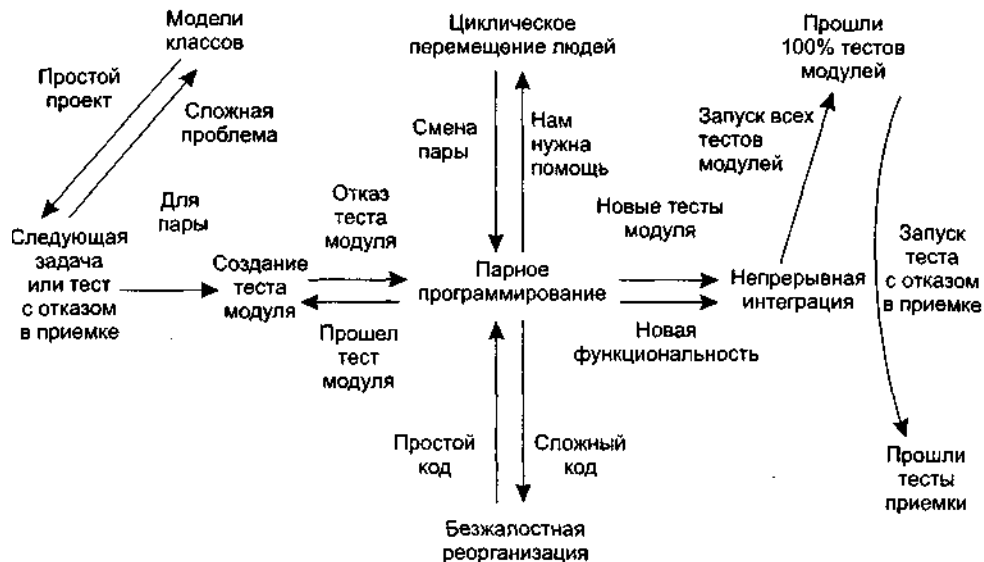 Модели
классов
Циклическое
перемещение людей
Прошли
100% тестов
модулей
Простой
проект
Сложная
проблема
Смена
пары
Нам
нужна
помощь
Запуск всех
тестов
модулей
Для
пары
Отказ
теста
модуля
Новые тесты
модуля
Следующая
задача
или тест
с отказом
в приемке
Создание
теста
модуля
Парное
программирование
Непрерывная
интеграция
Запуск
теста
с отказом
в приемке
Прошел
тест
модуля
Новая
функциональность
Простой
код
Сложный
код
Прошли
тесты
приемки
Безжалостная
реорганизация